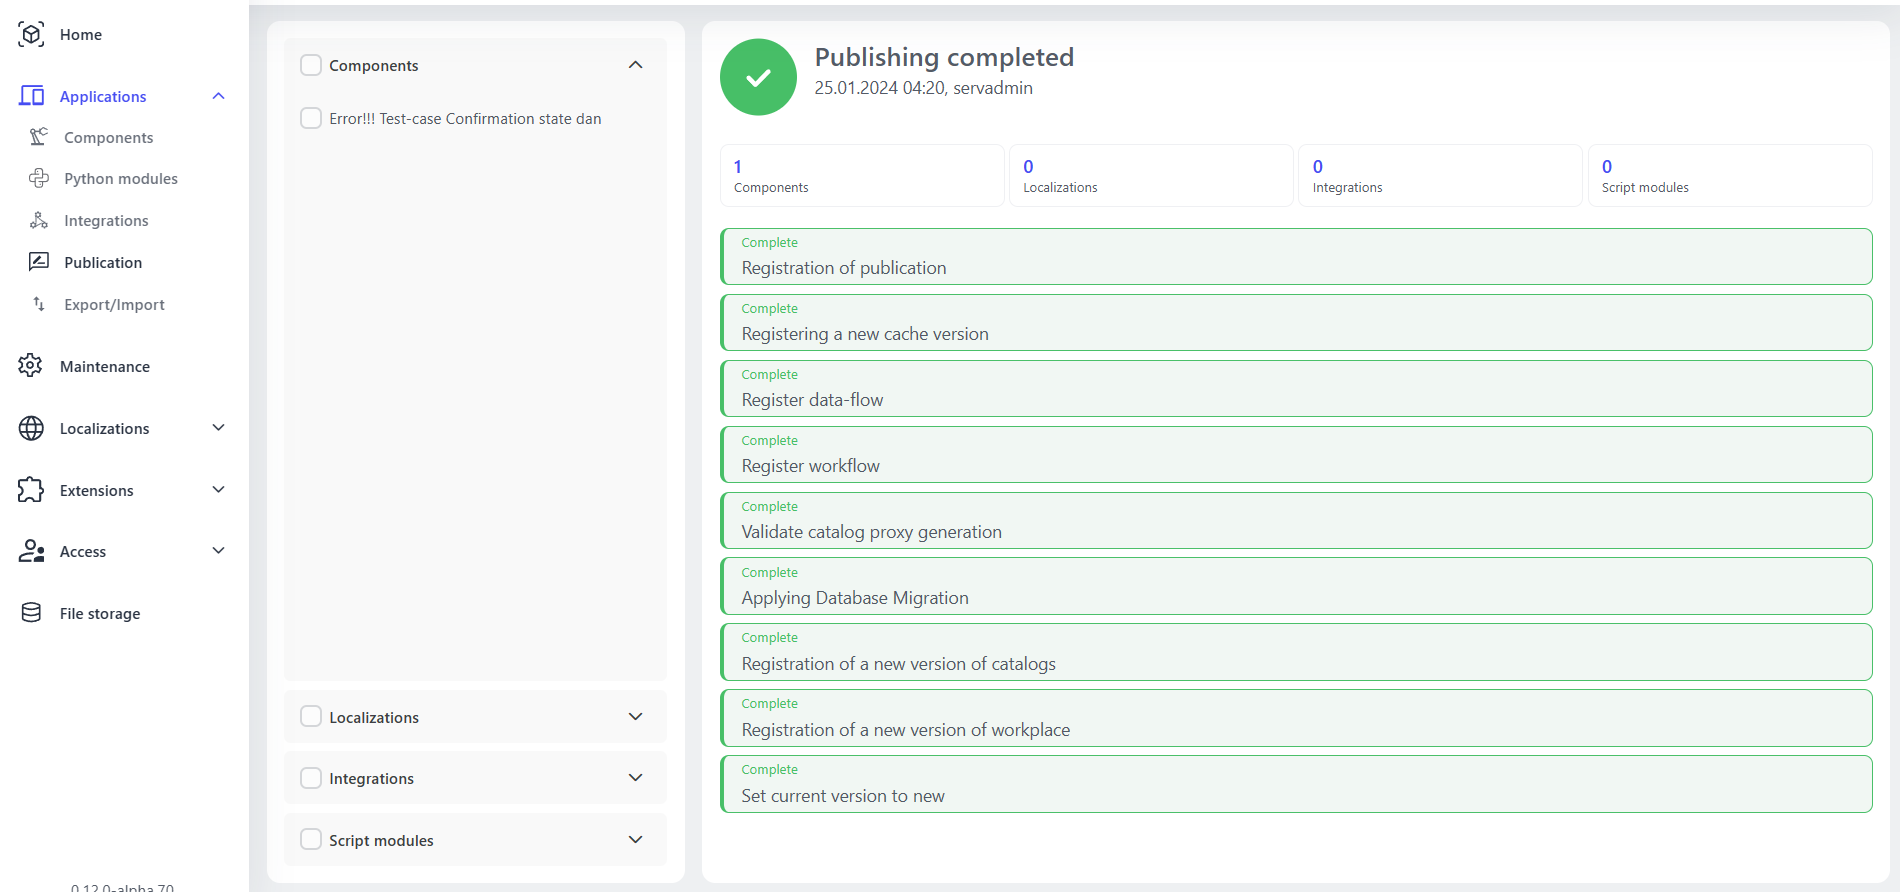 Home
Applications
Components
Python modules
Integrations
Publication
Export/Import
Maintenance
Localizations
Extensions
Access
File storage
0.12.0-alpha.70
Components
Error!!! Test-case Confirmation state dan
Localizations
Integrations
Script modules
Publishing completed
25.01.2024 04:20, servadmin
1
Components
0
Localizations
0
Integrations
0
Script modules
Complete
Registration of publication
Complete
Registering a new cache version
Complete
Register data-flow
Complete
Register workflow
Complete
Validate catalog proxy generation
Complete
Applying Database Migration
Complete
Registration of a new version of catalogs
Complete
Registration of a new version of workplace
Complete
Set current version to new